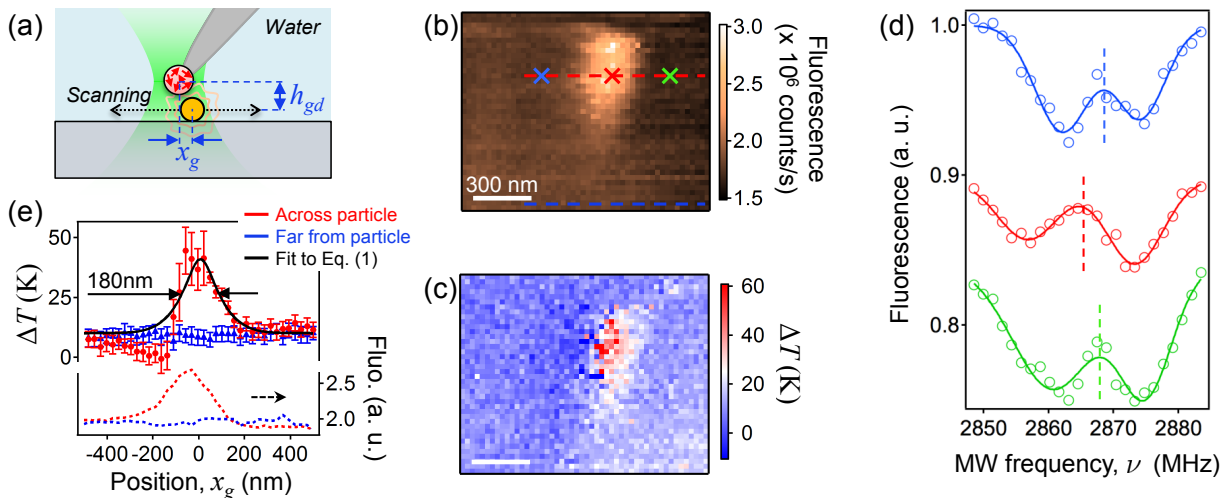 (a)
Water
Scanning
h_gd
x_g
(b)
300 nm
3.0
2.5
2.0
1.5
Fluorescence
(x 10⁶ counts/s)
(c)
60
40
20
0
ΔT (K)
(d)
1.0
0.9
0.8
Fluorescence (a. u.)
2850 2860 2870 2880
MW frequency, ν (MHz)
(e)
Across particle
Far from particle
Fit to Eq. (1)
180nm
50
25
0
ΔT (K)
2.5
2.0
Fluo. (a. u.)
-400 -200 0 200 400
Position, x_g (nm)